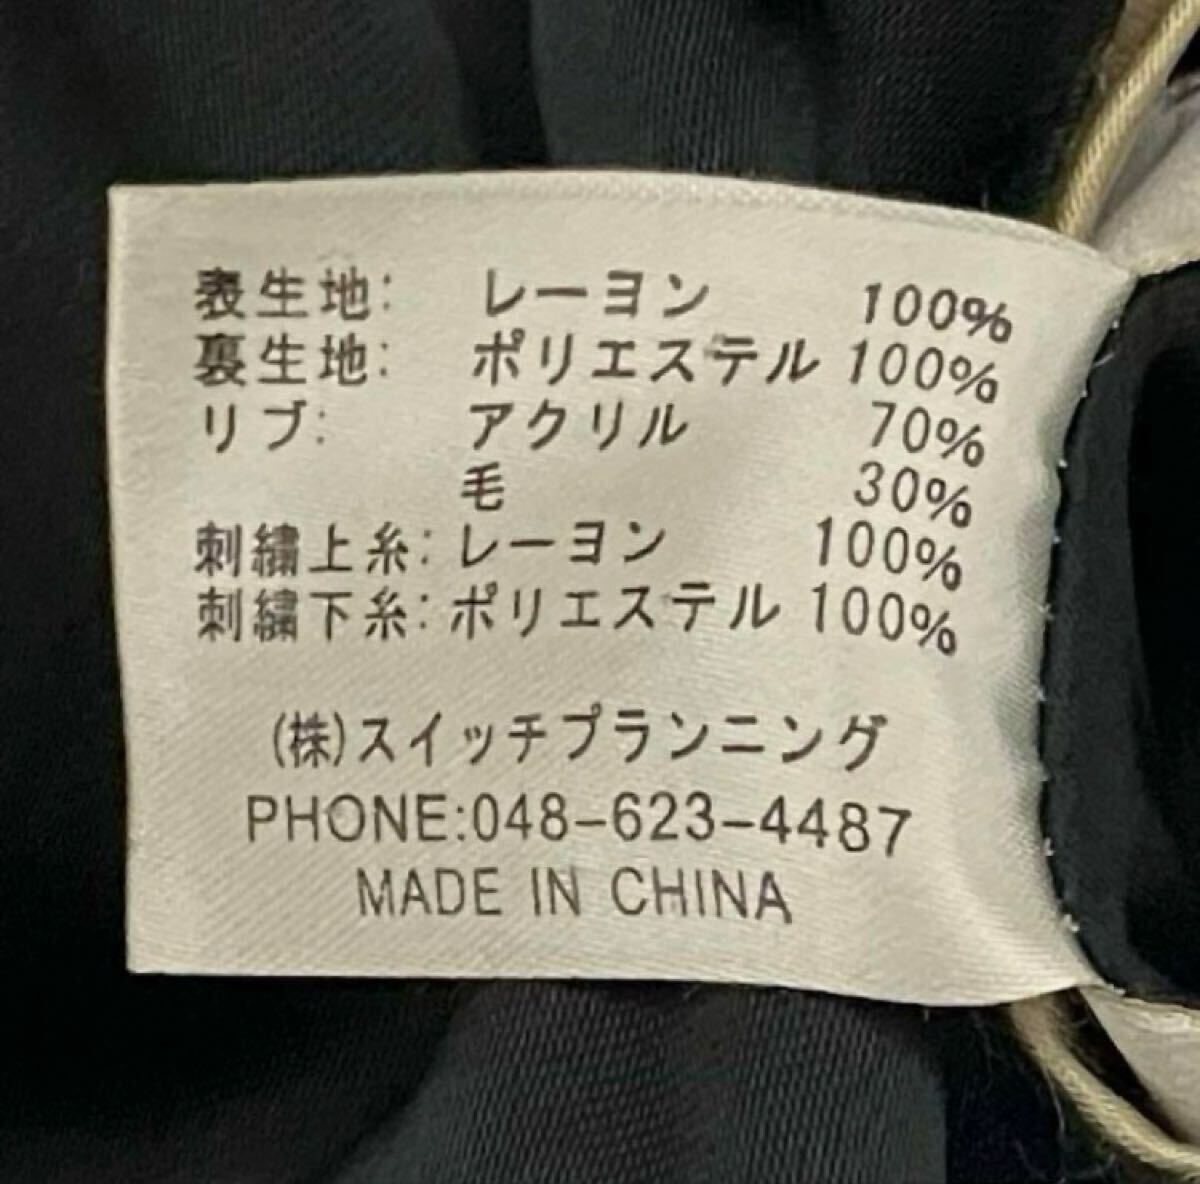 表生地: レーヨン 100%
裏生地: ポリエステル 100%
リブ: アクリル 70%
毛 30%
刺繍上糸: レーヨン 100%
刺繍下糸: ポリエステル 100%
(株)スイッチプランニング
PHONE:048-623-4487
MADE IN CHINA